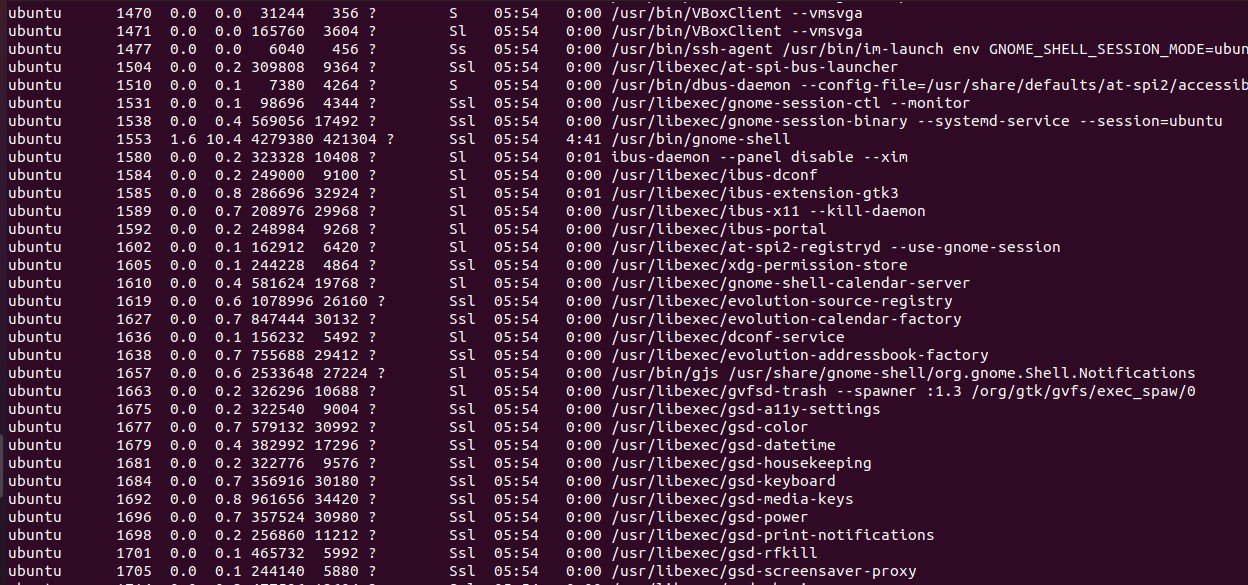 ubuntu 1470 0.0 0.0 31244 356 ? S 05:54 0:00 /usr/bin/VBoxClient --vmsvga
ubuntu 1471 0.0 0.0 165760 3604 ? Sl 05:54 0:00 /usr/bin/VBoxClient --vmsvga
ubuntu 1477 0.0 0.0 6040 456 ? Ss 05:54 0:00 /usr/bin/ssh-agent /usr/bin/im-launch env GNOME_SHELL_SESSION_MODE=ubun
ubuntu 1504 0.0 0.2 309808 9364 ? Ssl 05:54 0:00 /usr/libexec/at-spi-bus-launcher
ubuntu 1510 0.0 0.1 7380 4264 ? S 05:54 0:00 /usr/bin/dbus-daemon --config-file=/usr/share/defaults/at-spi2/accessib
ubuntu 1531 0.0 0.1 98696 4344 ? Ssl 05:54 0:00 /usr/libexec/gnome-session-ctl --monitor
ubuntu 1538 0.0 0.4 569056 17492 ? Ssl 05:54 0:00 /usr/libexec/gnome-session-binary --systemd-service --session=ubuntu
ubuntu 1553 1.6 10.4 4279380 421304 ? Ssl 05:54 4:41 /usr/bin/gnome-shell
ubuntu 1580 0.0 0.2 323328 10408 ? Sl 05:54 0:01 ibus-daemon --panel disable --xim
ubuntu 1584 0.0 0.2 249000 9100 ? Sl 05:54 0:00 /usr/libexec/ibus-dconf
ubuntu 1585 0.0 0.8 286696 32924 ? Sl 05:54 0:01 /usr/libexec/ibus-extension-gtk3
ubuntu 1589 0.0 0.7 208976 29968 ? Sl 05:54 0:00 /usr/libexec/ibus-x11 --kill-daemon
ubuntu 1592 0.0 0.2 248984 9268 ? Sl 05:54 0:00 /usr/libexec/ibus-portal
ubuntu 1602 0.0 0.1 162912 6420 ? Sl 05:54 0:00 /usr/libexec/at-spi2-registryd --use-gnome-session
ubuntu 1605 0.0 0.1 244228 4864 ? Ssl 05:54 0:00 /usr/libexec/xdg-permission-store
ubuntu 1610 0.0 0.4 581624 19768 ? Sl 05:54 0:00 /usr/libexec/gnome-shell-calendar-server
ubuntu 1619 0.0 0.6 1078996 26160 ? Ssl 05:54 0:00 /usr/libexec/evolution-source-registry
ubuntu 1627 0.0 0.7 847444 30132 ? Ssl 05:54 0:00 /usr/libexec/evolution-calendar-factory
ubuntu 1636 0.0 0.1 156232 5492 ? Sl 05:54 0:00 /usr/libexec/dconf-service
ubuntu 1638 0.0 0.7 755688 29412 ? Ssl 05:54 0:00 /usr/libexec/evolution-addressbook-factory
ubuntu 1657 0.0 0.6 2533648 27224 ? Sl 05:54 0:00 /usr/bin/gjs /usr/share/gnome-shell/org.gnome.Shell.Notifications
ubuntu 1663 0.0 0.2 326296 10688 ? Sl 05:54 0:00 /usr/libexec/gvfsd-trash --spawner :1.3 /org/gtk/gvfs/exec_spaw/0
ubuntu 1675 0.0 0.2 322540 9004 ? Ssl 05:54 0:00 /usr/libexec/gsd-a11y-settings
ubuntu 1677 0.0 0.7 579132 30992 ? Ssl 05:54 0:00 /usr/libexec/gsd-color
ubuntu 1679 0.0 0.4 382992 17296 ? Ssl 05:54 0:00 /usr/libexec/gsd-datetime
ubuntu 1681 0.0 0.2 322776 9576 ? Ssl 05:54 0:00 /usr/libexec/gsd-housekeeping
ubuntu 1684 0.0 0.7 356916 30180 ? Ssl 05:54 0:00 /usr/libexec/gsd-keyboard
ubuntu 1692 0.0 0.8 961656 34420 ? Ssl 05:54 0:00 /usr/libexec/gsd-media-keys
ubuntu 1696 0.0 0.7 357524 30980 ? Ssl 05:54 0:00 /usr/libexec/gsd-power
ubuntu 1698 0.0 0.2 256860 11212 ? Ssl 05:54 0:00 /usr/libexec/gsd-print-notifications
ubuntu 1701 0.0 0.1 465732 5992 ? Ssl 05:54 0:00 /usr/libexec/gsd-rfkill
ubuntu 1705 0.0 0.1 244140 5880 ? Ssl 05:54 0:00 /usr/libexec/gsd-screensaver-proxy